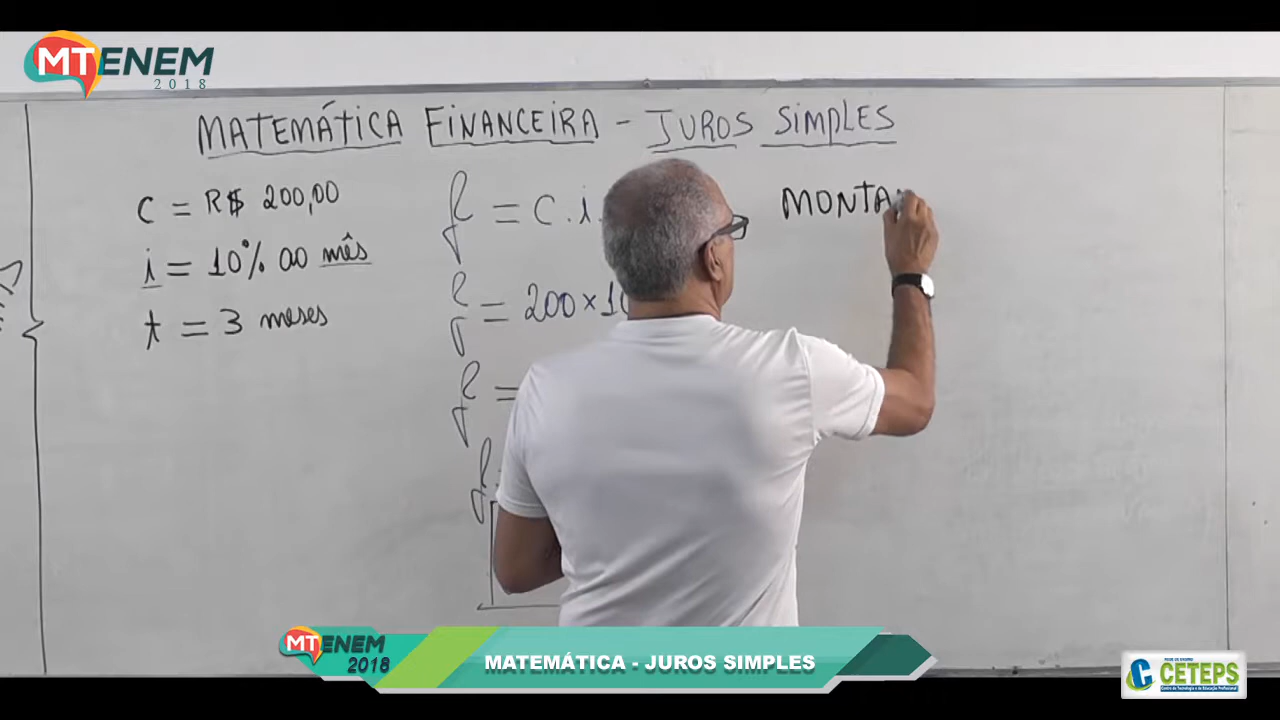 MTENEM
2018
MATEMÁTICA FINANCEIRA - JUROS SIMPLES
C = R$ 200,00
i = 10% ao mês
t = 3 meses
J = C . i .
J = 200 × 10
J =
J
MONTA
MTENEM
2018
MATEMÁTICA - JUROS SIMPLES
CETEPS